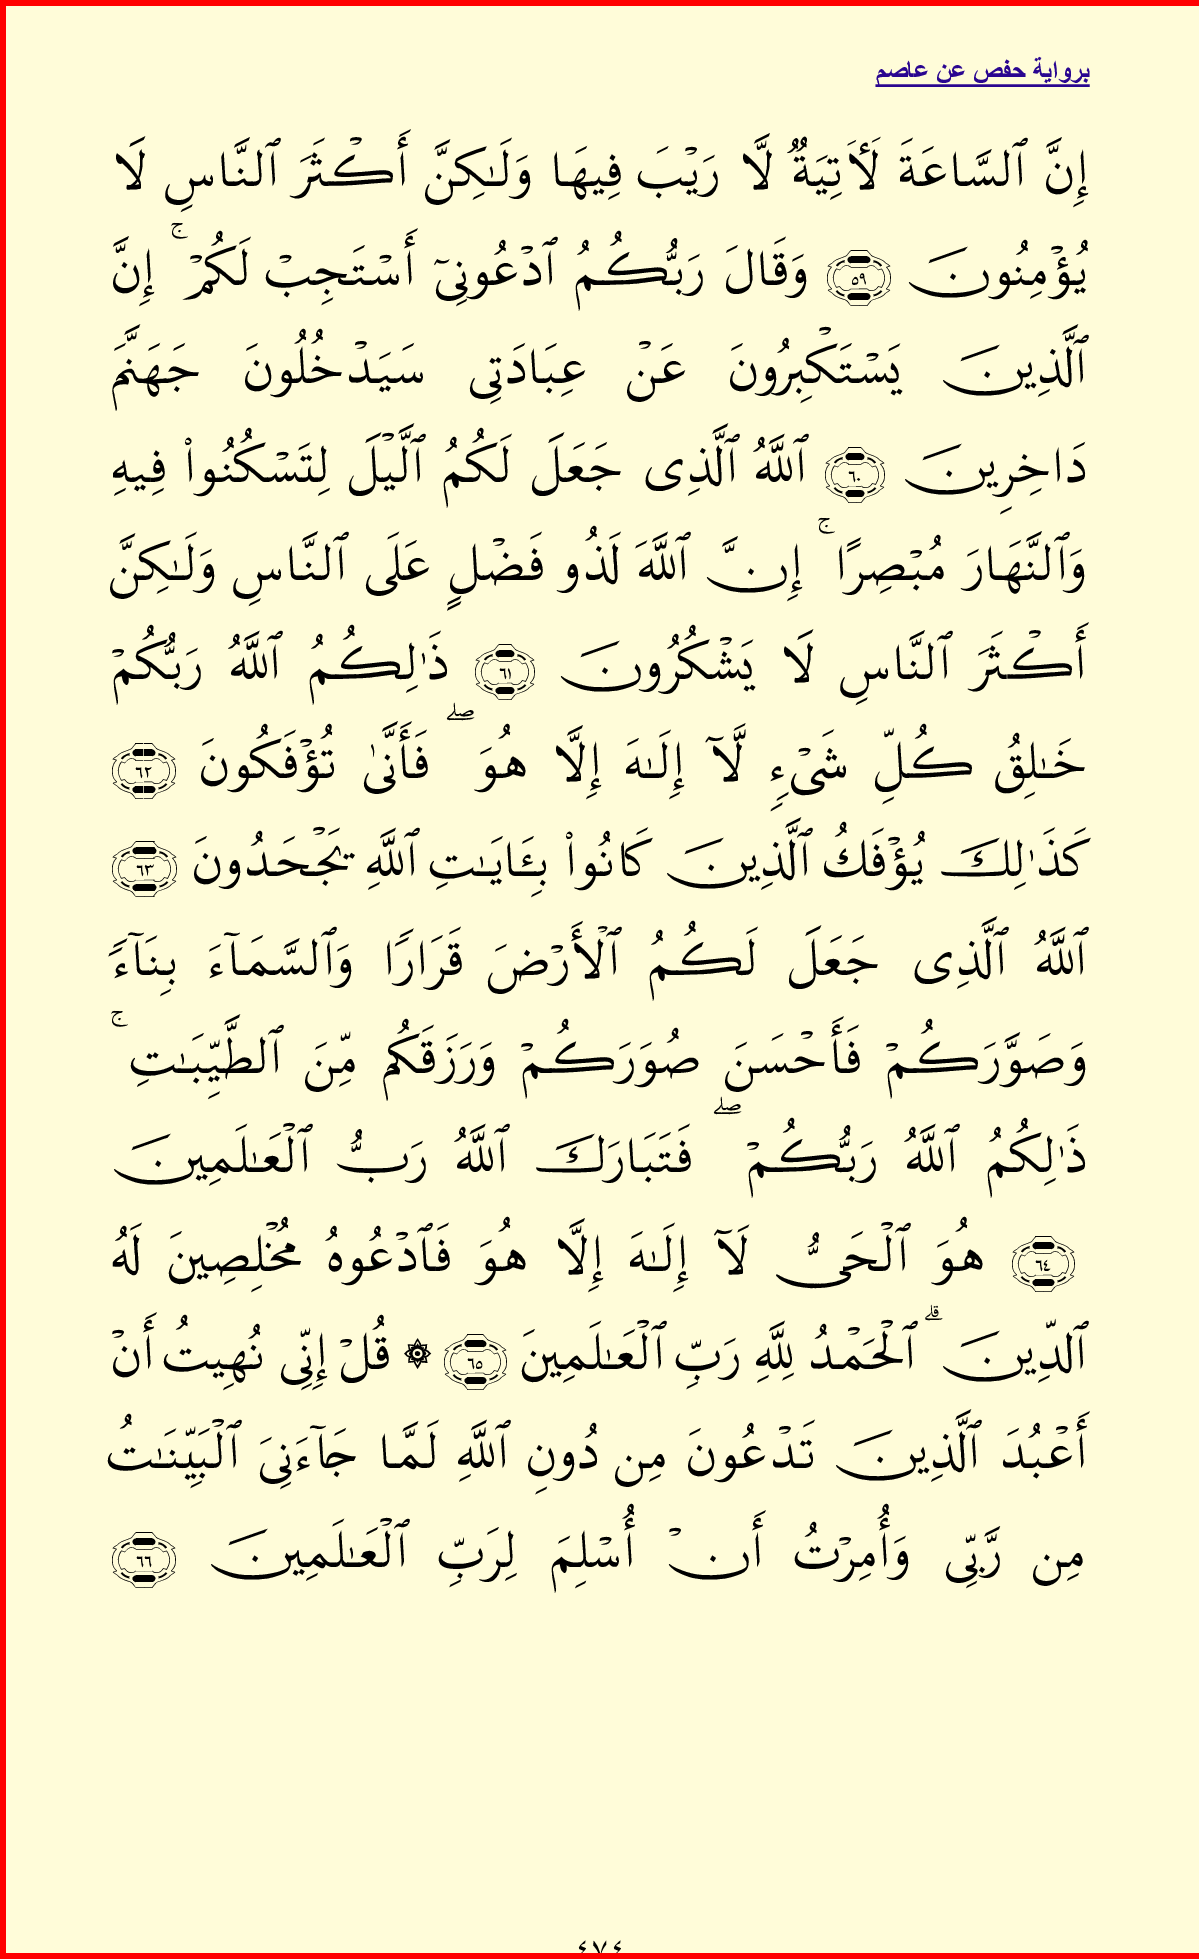 برواية حفص عن عاصم
إِنَّ ٱلسَّاعَةَ لَأٓتِيَةٌ لَّا رَيْبَ فِيهَا وَلَـٰكِنَّ أَكْثَرَ ٱلنَّاسِ لَا
يُؤْمِنُونَ ٥٩ وَقَالَ رَبُّكُمُ ٱدْعُونِىٓ أَسْتَجِبْ لَكُمْ ۚ إِنَّ
ٱلَّذِينَ يَسْتَكْبِرُونَ عَنْ عِبَادَتِى سَيَدْخُلُونَ جَهَنَّمَ
دَاخِرِينَ ٦٠ ٱللَّهُ ٱلَّذِى جَعَلَ لَكُمُ ٱلَّيْلَ لِتَسْكُنُوا۟ فِيهِ
وَٱلنَّهَارَ مُبْصِرًا ۚ إِنَّ ٱللَّهَ لَذُو فَضْلٍ عَلَى ٱلنَّاسِ وَلَـٰكِنَّ
أَكْثَرَ ٱلنَّاسِ لَا يَشْكُرُونَ ٦١ ذَٰلِكُمُ ٱللَّهُ رَبُّكُمْ
خَـٰلِقُ كُلِّ شَىْءٍ لَّآ إِلَـٰهَ إِلَّا هُوَ ۖ فَأَنَّىٰ تُؤْفَكُونَ ٦٢
كَذَٰلِكَ يُؤْفَكُ ٱلَّذِينَ كَانُوا۟ بِـَٔايَـٰتِ ٱللَّهِ يَجْحَدُونَ ٦٣
ٱللَّهُ ٱلَّذِى جَعَلَ لَكُمُ ٱلْأَرْضَ قَرَارًا وَٱلسَّمَآءَ بِنَآءً
وَصَوَّرَكُمْ فَأَحْسَنَ صُوَرَكُمْ وَرَزَقَكُم مِّنَ ٱلطَّيِّبَـٰتِ ۚ
ذَٰلِكُمُ ٱللَّهُ رَبُّكُمْ ۖ فَتَبَارَكَ ٱللَّهُ رَبُّ ٱلْعَـٰلَمِينَ
٦٤ هُوَ ٱلْحَىُّ لَآ إِلَـٰهَ إِلَّا هُوَ فَٱدْعُوهُ مُخْلِصِينَ لَهُ
ٱلدِّينَ ۗ ٱلْحَمْدُ لِلَّهِ رَبِّ ٱلْعَـٰلَمِينَ ٦٥ ۞ قُلْ إِنِّى نُهِيتُ أَنْ
أَعْبُدَ ٱلَّذِينَ تَدْعُونَ مِن دُونِ ٱللَّهِ لَمَّا جَآءَنِىَ ٱلْبَيِّنَـٰتُ
مِن رَّبِّى وَأُمِرْتُ أَنْ أُسْلِمَ لِرَبِّ ٱلْعَـٰلَمِينَ ٦٦
٤٧٤